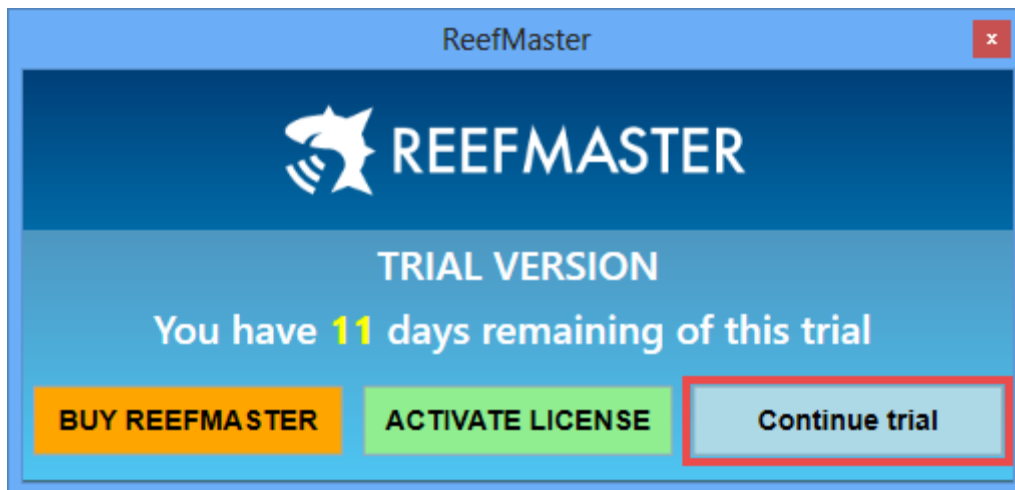 ReefMaster
x
REEFMASTER
TRIAL VERSION
You have 11 days remaining of this trial
BUY REEFMASTER ACTIVATE LICENSE Continue trial